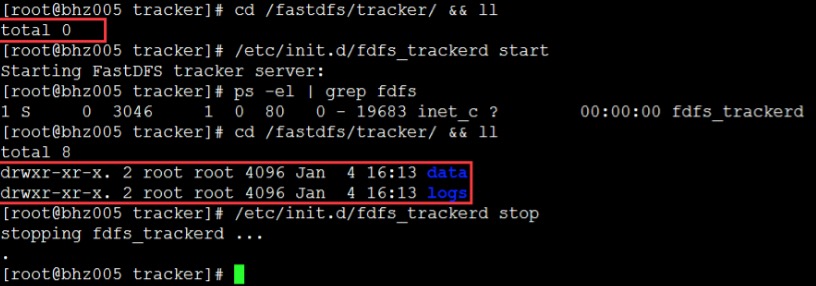 [root@bhz005 tracker]# cd /fastdfs/tracker/ && ll
total 0
[root@bhz005 tracker]# /etc/init.d/fdfs_trackerd start
Starting FastDFS tracker server:
[root@bhz005 tracker]# ps -el | grep fdfs
1 S     0  3046     1  0  80   0 - 19683 inet_c ?        00:00:00 fdfs_trackerd
[root@bhz005 tracker]# cd /fastdfs/tracker/ && ll
total 8
drwxr-xr-x. 2 root root 4096 Jan  4 16:13 data
drwxr-xr-x. 2 root root 4096 Jan  4 16:13 logs
[root@bhz005 tracker]# /etc/init.d/fdfs_trackerd stop
stopping fdfs_trackerd ...
.
[root@bhz005 tracker]#